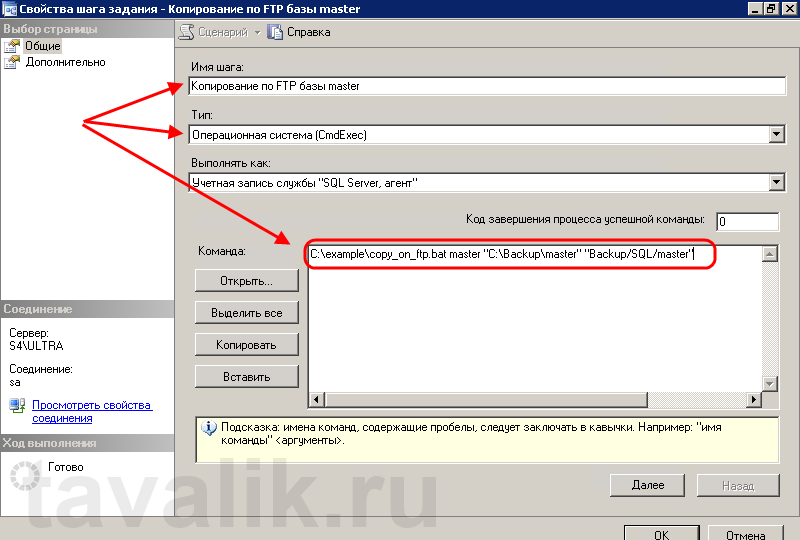 Свойства шага задания - Копирование по FTP базы master
Выбор страницы
Общие
Дополнительно
Сценарий
Справка
Имя шага:
Копирование по FTP базы master
Тип:
Операционная система (CmdExec)
Выполнять как:
Учетная запись службы "SQL Server, агент"
Код завершения процесса успешной команды:
0
Команда:
C:\example\copy_on_ftp.bat master "C:\Backup\master" "Backup/SQL/master"
Открыть...
Выделить все
Копировать
Вставить
Соединение
Сервер:
S4\ULTRA
Соединение:
sa
Просмотреть свойства
соединения
Ход выполнения
Готово
Подсказка: имена команд, содержащие пробелы, следует заключать в кавычки. Например: "имя
команды" <аргументы>.
Далее
Назад
OK
Отмена
tavalik.ru